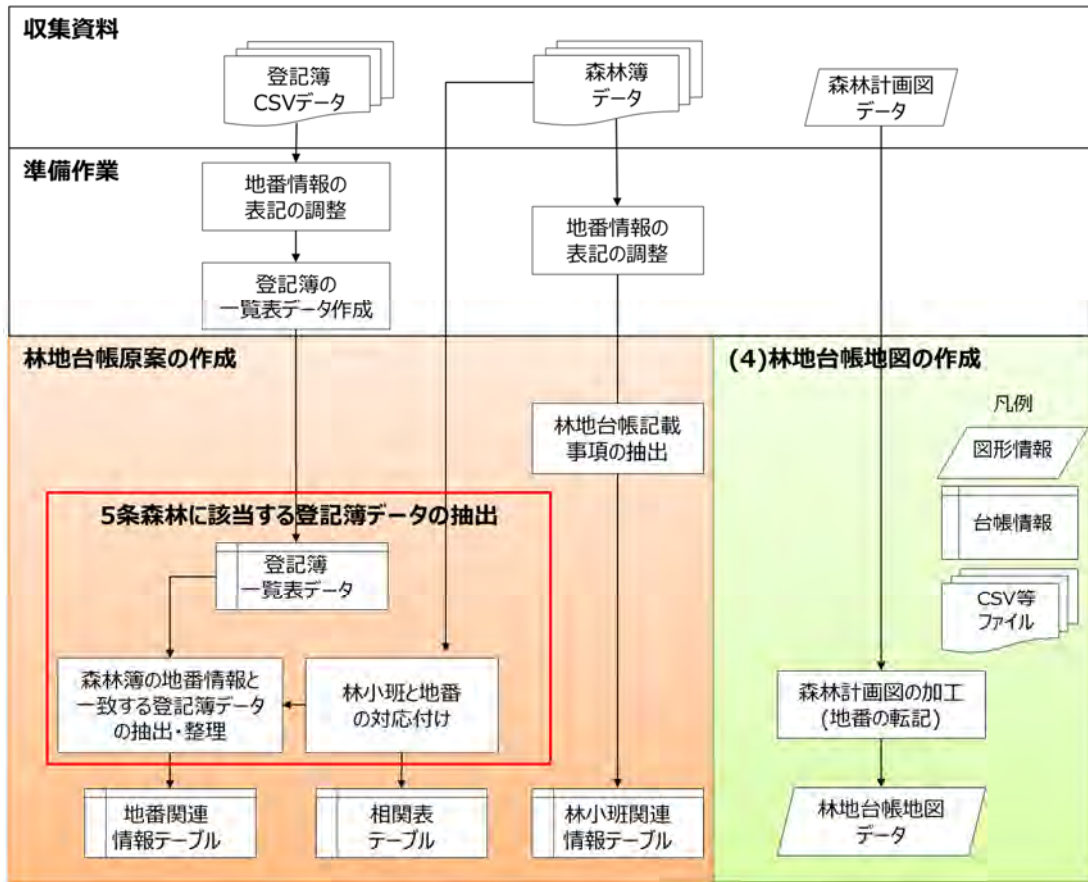 収集資料
登記簿
CSVデータ
森林簿
データ
森林計画図
データ
準備作業
地番情報の
表記の調整
登記簿の
一覧表データ作成
地番情報の
表記の調整
林地台帳原案の作成
林地台帳記載
事項の抽出
5条森林に該当する登記簿データの抽出
登記簿
一覧表データ
森林簿の地番情報と
一致する登記簿データ
の抽出・整理
林小班と地番
の対応付け
地番関連
情報テーブル
相関表
テーブル
林小班関連
情報テーブル
(4)林地台帳地図の作成
凡例
図形情報
台帳情報
CSV等
ファイル
森林計画図の加工
(地番の転記)
林地台帳地図
データ